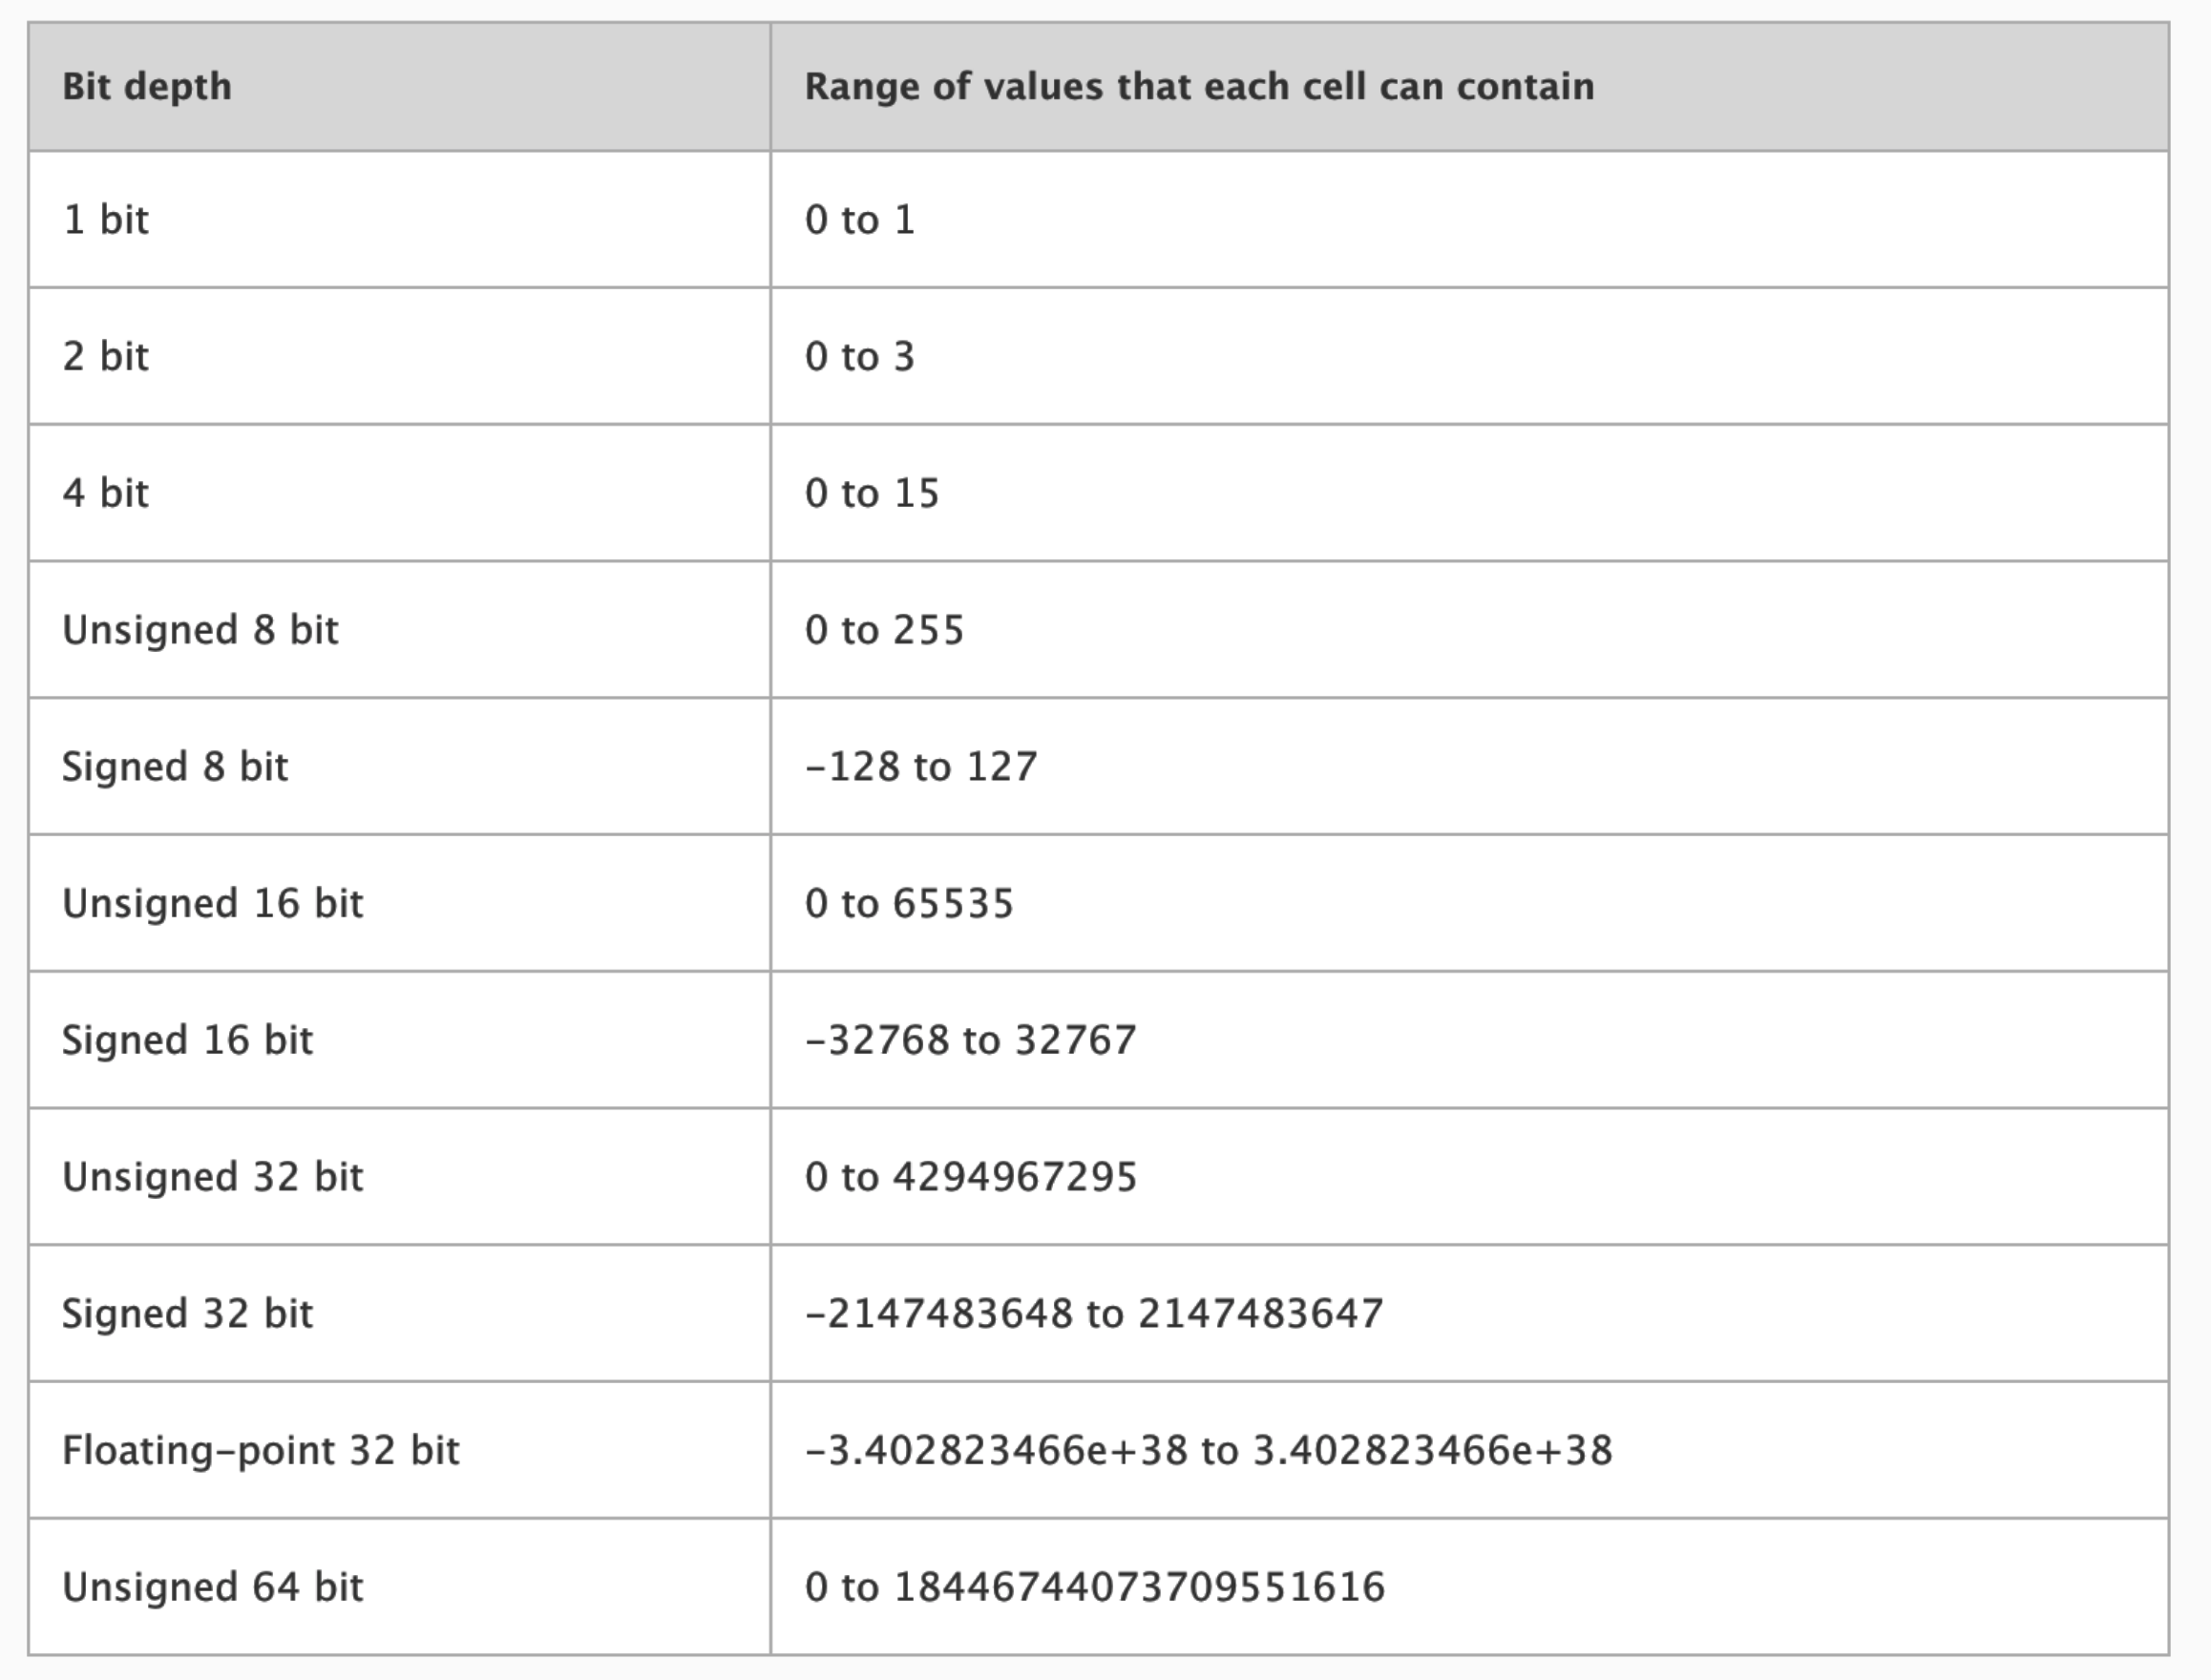 Bit depth	Range of values that each cell can contain
1 bit	0 to 1
2 bit	0 to 3
4 bit	0 to 15
Unsigned 8 bit	0 to 255
Signed 8 bit	-128 to 127
Unsigned 16 bit	0 to 65535
Signed 16 bit	-32768 to 32767
Unsigned 32 bit	0 to 4294967295
Signed 32 bit	-2147483648 to 2147483647
Floating-point 32 bit	-3.402823466e+38 to 3.402823466e+38
Unsigned 64 bit	0 to 18446744073709551616